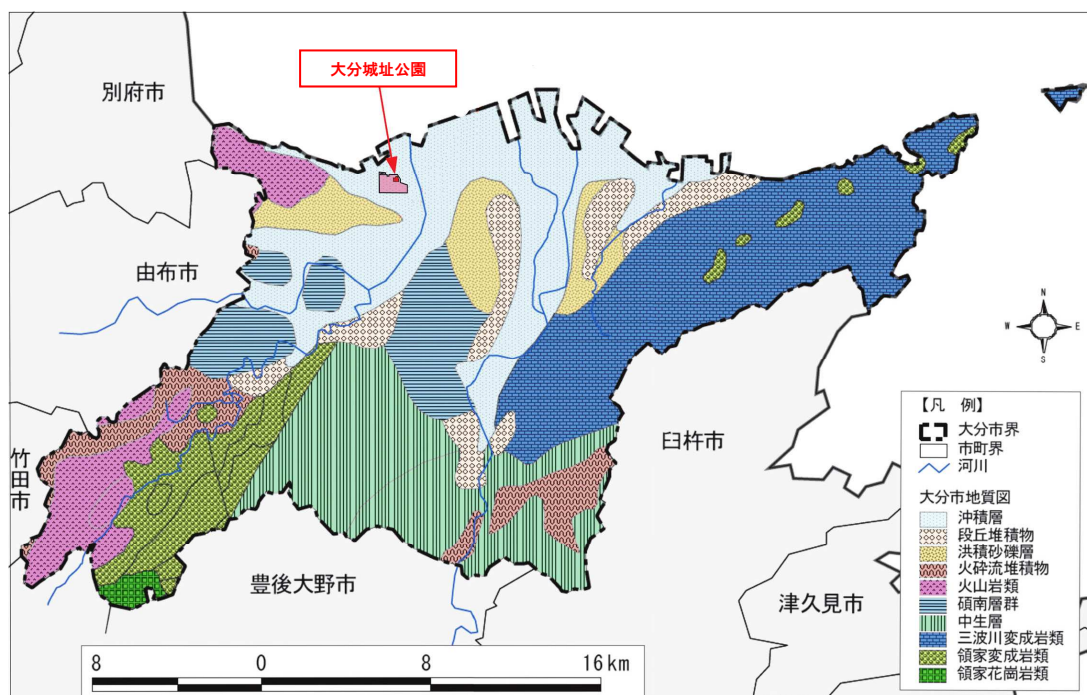 大分城址公園
別府市
由布市
竹
田
市
臼杵市
豊後大野市
津久見市
N
W E
S
【凡 例】
大分市界
市町界
河川
大分市地質図
沖積層
段丘堆積物
洪積砂礫層
火砕流堆積物
火山岩類
碩南層群
中生層
三波川変成岩類
領家変成岩類
領家花崗岩類
8 0 8 16km